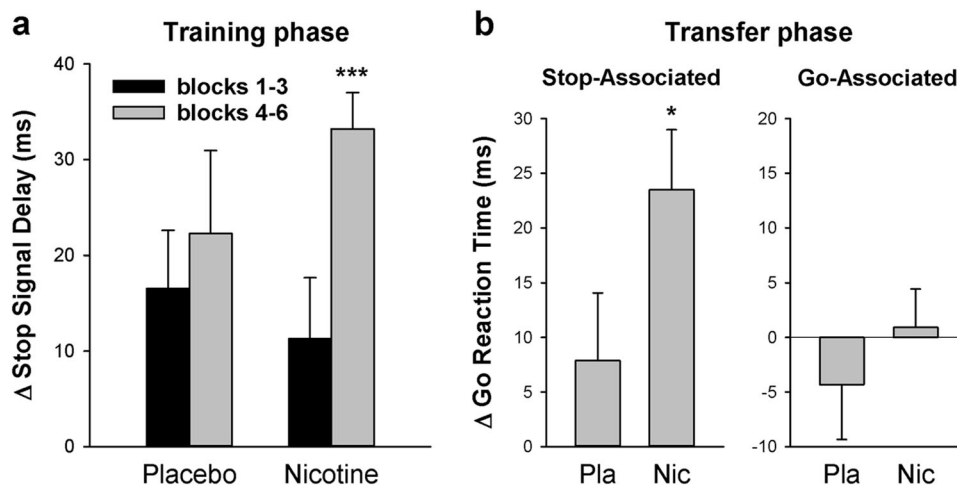 a
Training phase
Δ Stop Signal Delay (ms)
40
30
20
10
0
blocks 1-3
blocks 4-6
***
Placebo
Nicotine
b
Transfer phase
Stop-Associated
Go-Associated
Δ Go Reaction Time (ms)
30
25
20
15
10
5
0
*
Pla
Nic
20
15
10
5
0
-5
-10
Pla
Nic